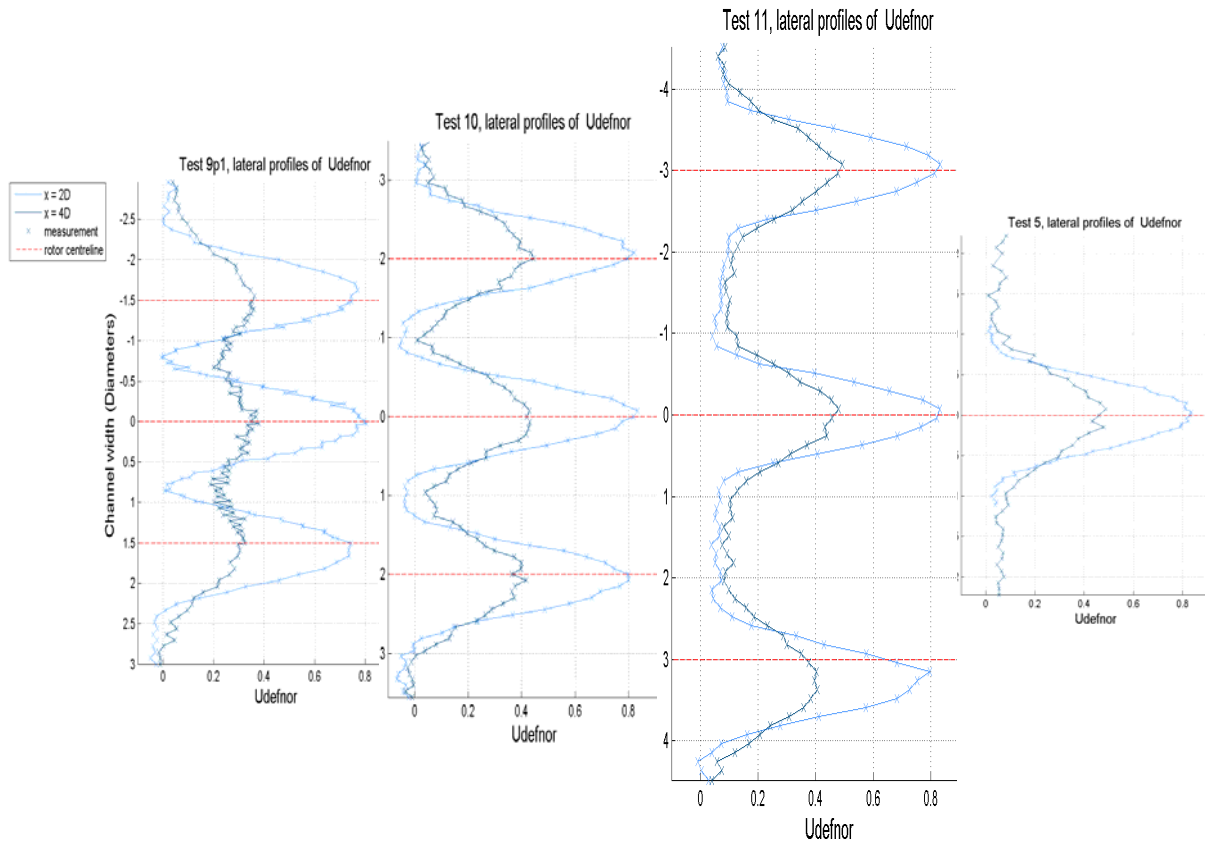 Test 11, lateral profiles of Udefnor
Test 10, lateral profiles of Udefnor
Test 9p1, lateral profiles of Udefnor
Test 5, lateral profiles of Udefnor
x = 2D
x = 4D
measurement
rotor centreline
Channel width (Diameters)
-2.5
-2
-1.5
-1
-0.5
0
0.5
1
1.5
2
2.5
3
0 0.2 0.4 0.6 0.8
Udefnor
3
2
1
0
1
2
3
0 0.2 0.4 0.6 0.8
Udefnor
-4
-3
-2
-1
0
1
2
3
4
0 0.2 0.4 0.6 0.8
Udefnor
0 0.2 0.4 0.6 0.8
Udefnor